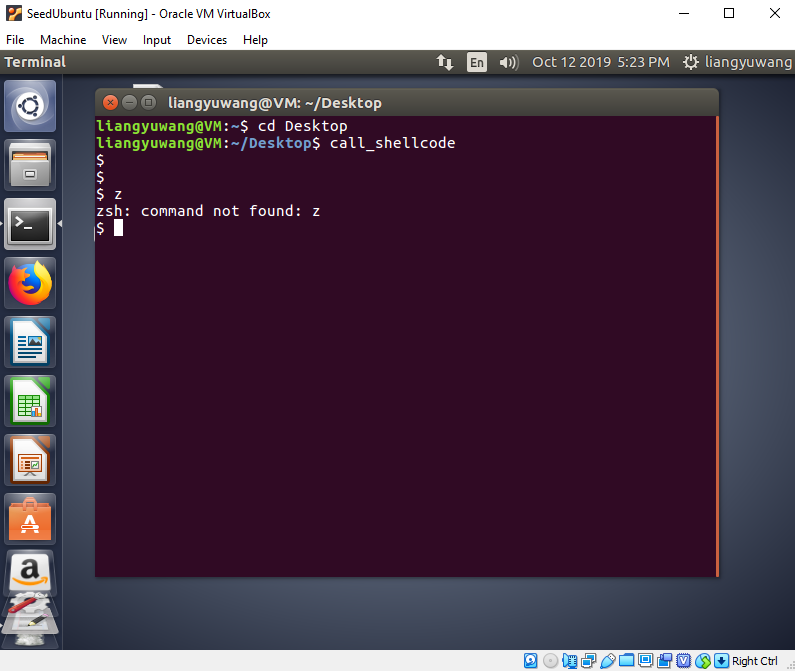 SeedUbuntu [Running] - Oracle VM VirtualBox
File Machine View Input Devices Help
Terminal En Oct 12 2019 5:23 PM liangyuwang
liangyuwang@VM: ~/Desktop
liangyuwang@VM:~$ cd Desktop
liangyuwang@VM:~/Desktop$ call_shellcode
$
$
$ z
zsh: command not found: z
$
>_
A
a
V
Right Ctrl